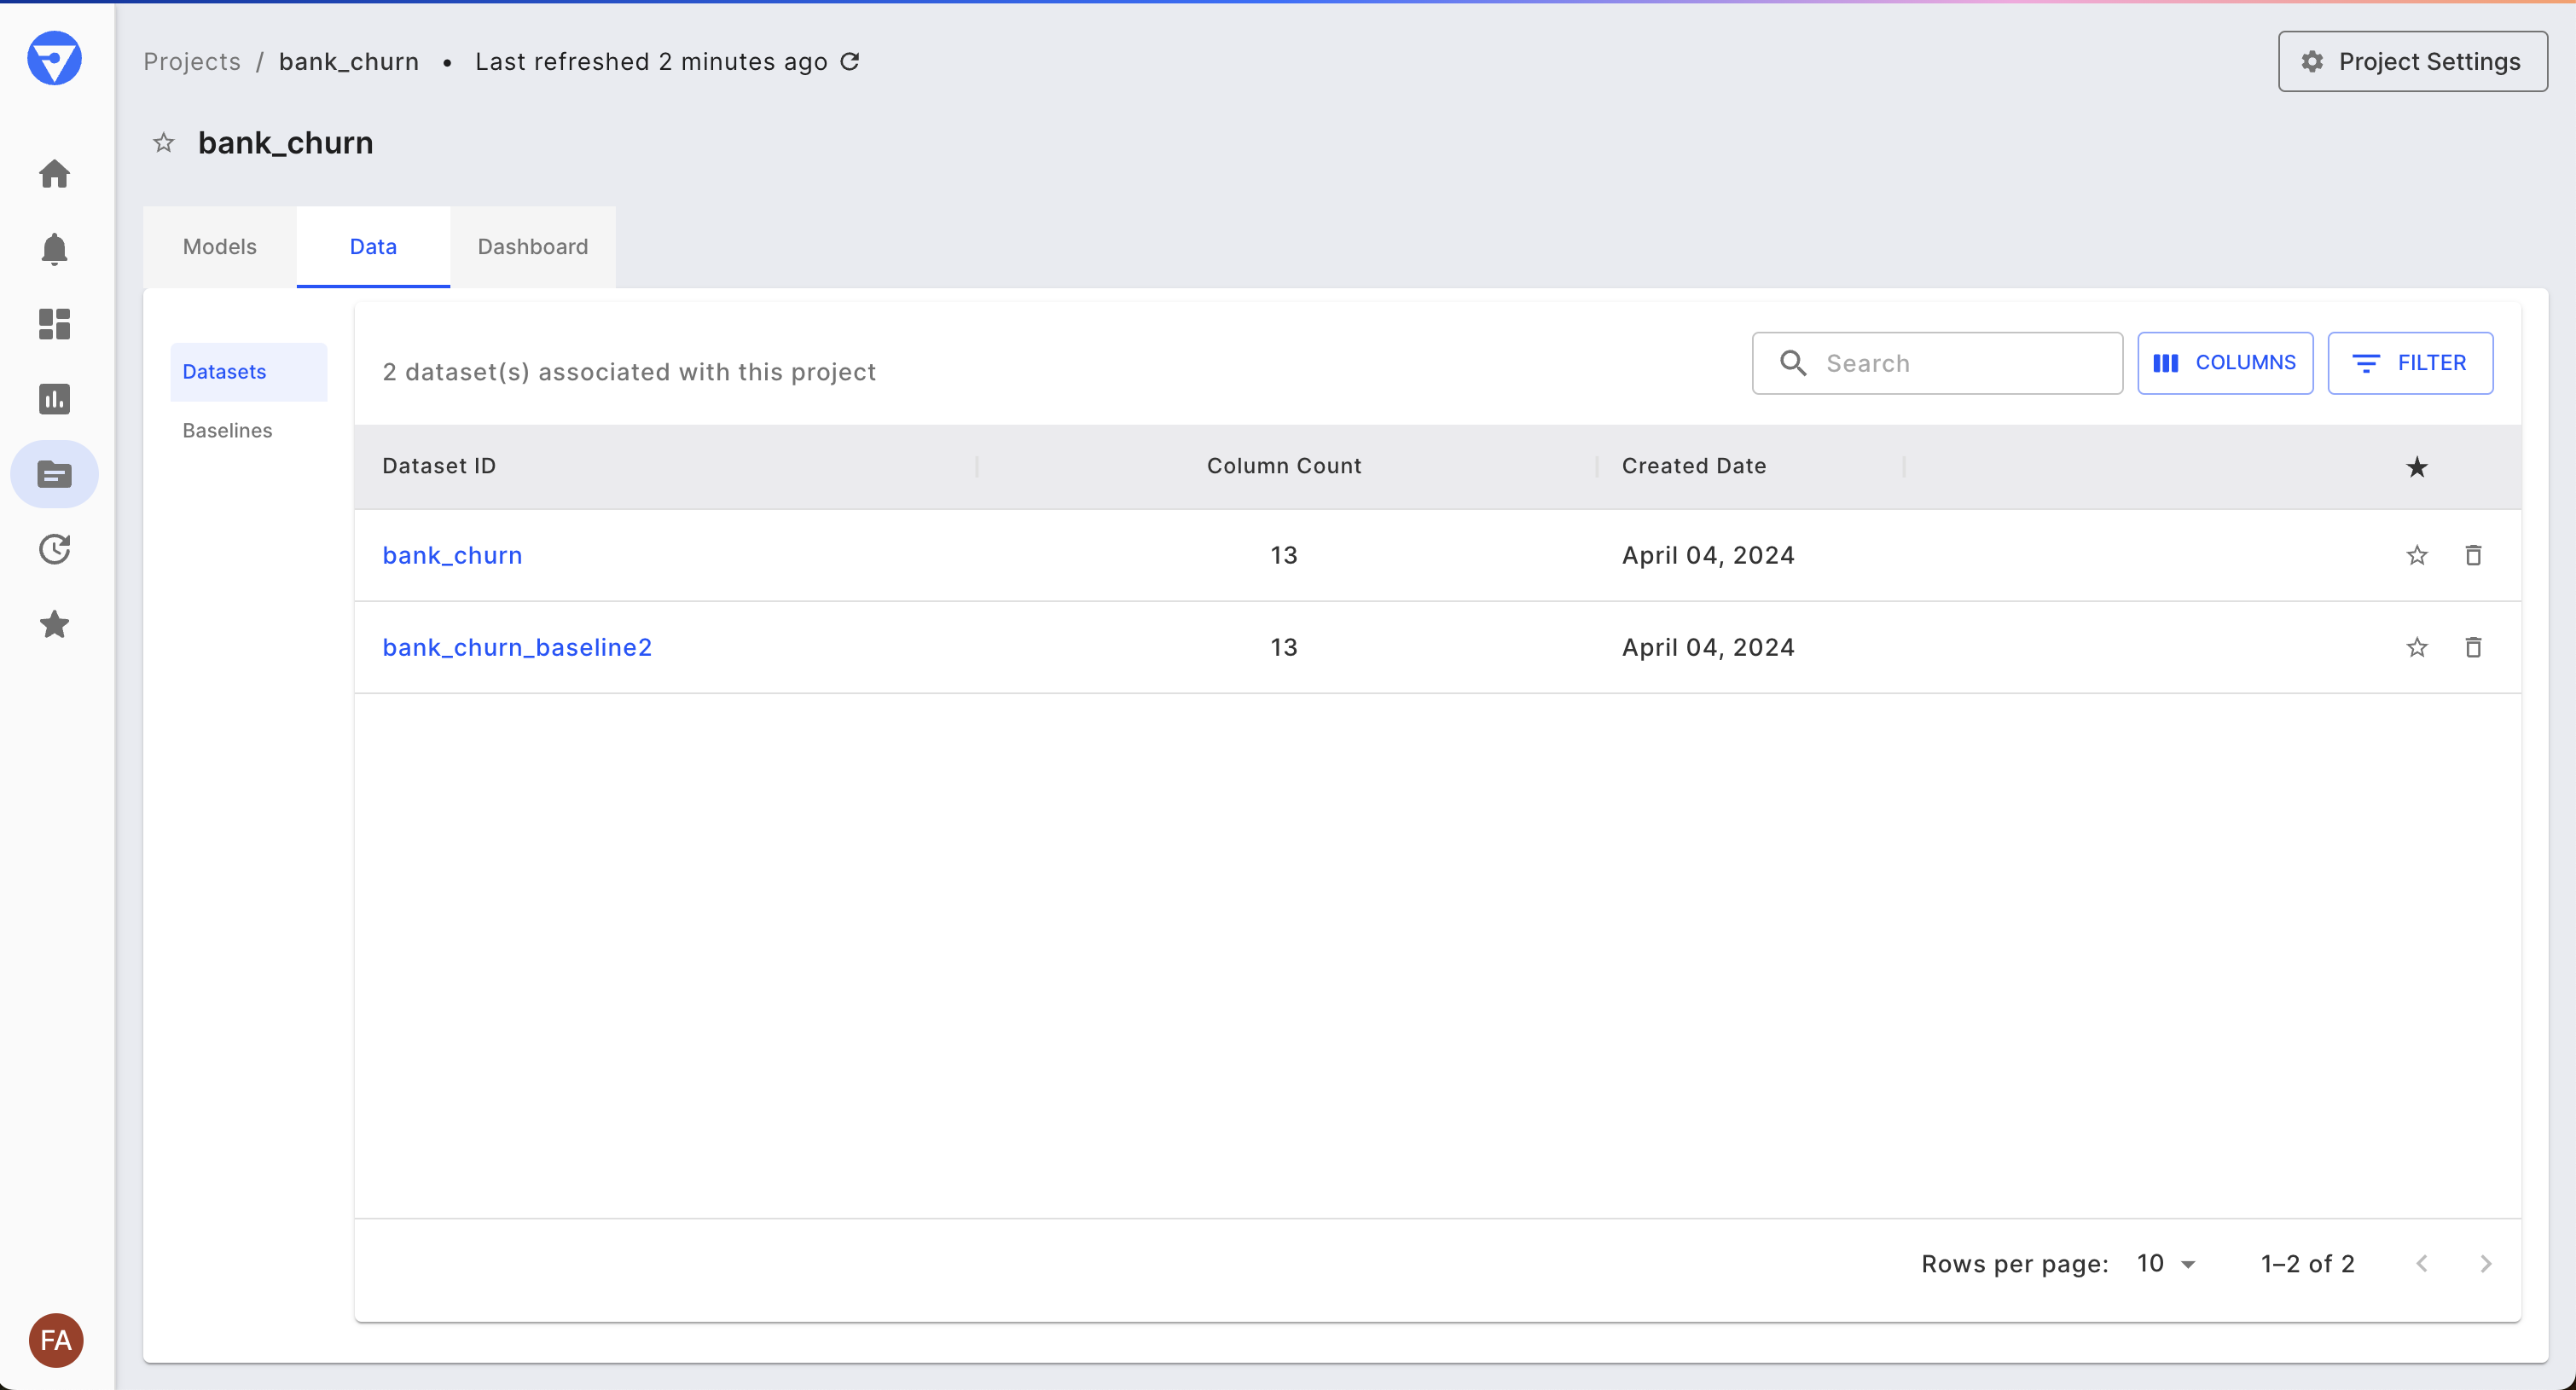 Projects / bank_churn • Last refreshed 2 minutes ago
Project Settings
bank_churn
Models Data Dashboard
Datasets
Baselines
2 dataset(s) associated with this project
Search
COLUMNS
FILTER
Dataset ID Column Count Created Date
bank_churn 13 April 04, 2024
bank_churn_baseline2 13 April 04, 2024
Rows per page: 10 1–2 of 2
FA